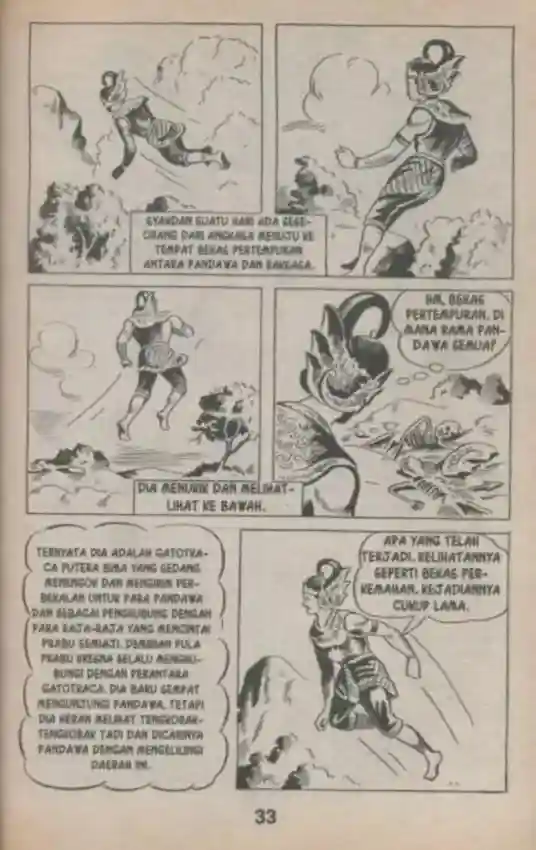 SYAHDAN SUATU HARI ADA SESE-
ORANG DARI ANGKASA MENUJU KE
TEMPAT BEKAS PERTEMPURAN
ANTARA PANDAWA DAN RAKSASA.
HM, BEKAS
PERTEMPURAN. DI
MANA RAMA PAN-
DAWA SEMUA?
DIA MENUKIK DAN MELIHAT-
LIHAT KE BAWAH.
TERNYATA DIA ADALAH GATOTKA-
CA PUTERA BIMA YANG SEDANG
MENENGOK DAN MENGIRIM PER-
BEKALAN UNTUK PARA PANDAWA
DAN SEBAGAI PENGHUBUNG DENGAN
PARA RAJA-RAJA YANG MENCINTAI
PRABU SEMIAJI. DEMIKIAN PULA
PRABU KRESNA SELALU MENGHU-
BUNGI DENGAN PERANTARA
GATOTKACA. DIA BARU SEMPAT
MENGUNJUNGI PANDAWA, TETAPI
DIA HERAN MELIHAT TENGKORAK-
TENGKORAK TADI DAN DICARINYA
PANDAWA DENGAN MENGELILINGI
DAERAH INI.
APA YANG TELAH
TERJADI. KELIHATANNYA
SEPERTI BEKAS PER-
KEMAHAN. KEJADIANNYA
CUKUP LAMA.
33